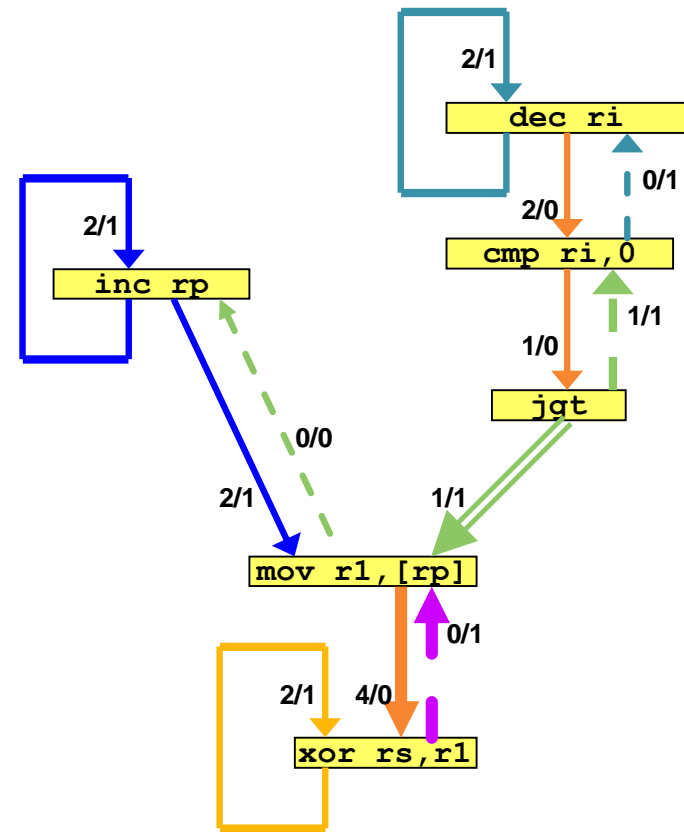 2/1
dec ri
0/1
2/0
2/1
cmp ri,0
inc rp
1/1
1/0
jgt
0/0
2/1
1/1
mov r1,[rp]
0/1
2/1
4/0
xor rs,r1